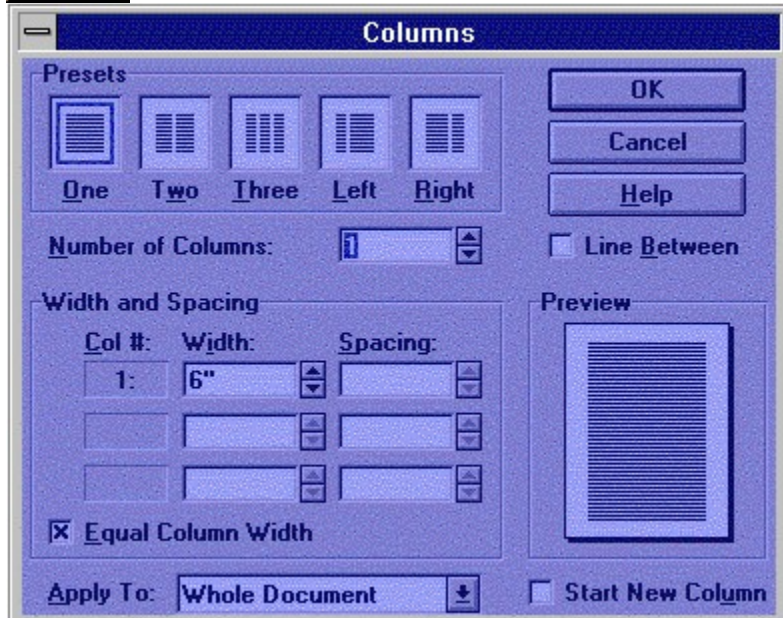 Columns
Presets
One Two Three Left Right
OK
Cancel
Help
Number of Columns: 1
Line Between
Width and Spacing
Col #: Width: Spacing:
1: 6"
Equal Column Width
Preview
Apply To: Whole Document
Start New Column